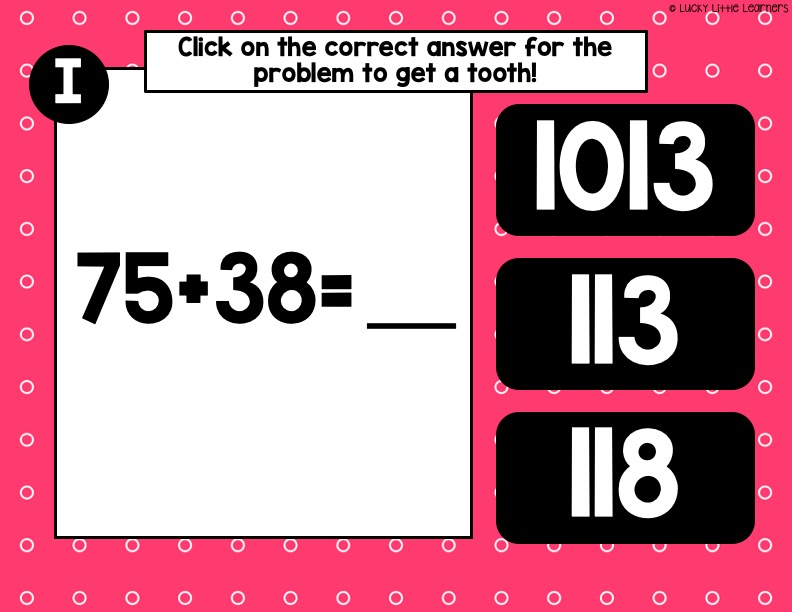 © Lucky Little Learners
Click on the correct answer for the
problem to get a tooth!
I
75+38= __
1013
113
118